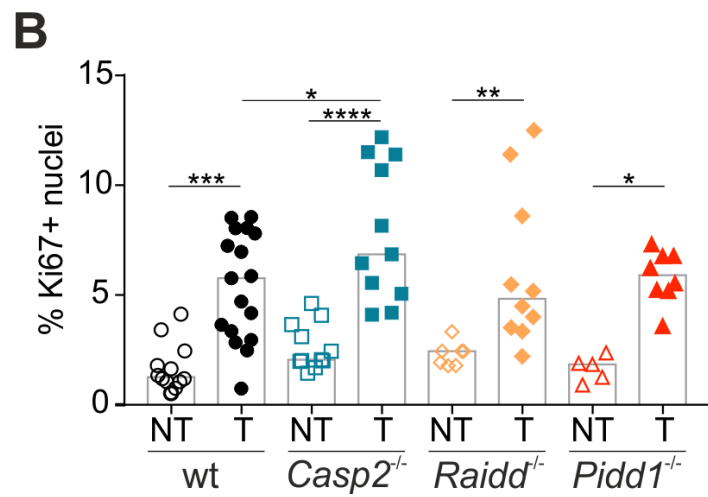 B
% Ki67+ nuclei
15
10
5
0
***
*
****
**
*
NT T NT T NT T NT T
wt Casp2-/- Raidd-/- Pidd1-/-